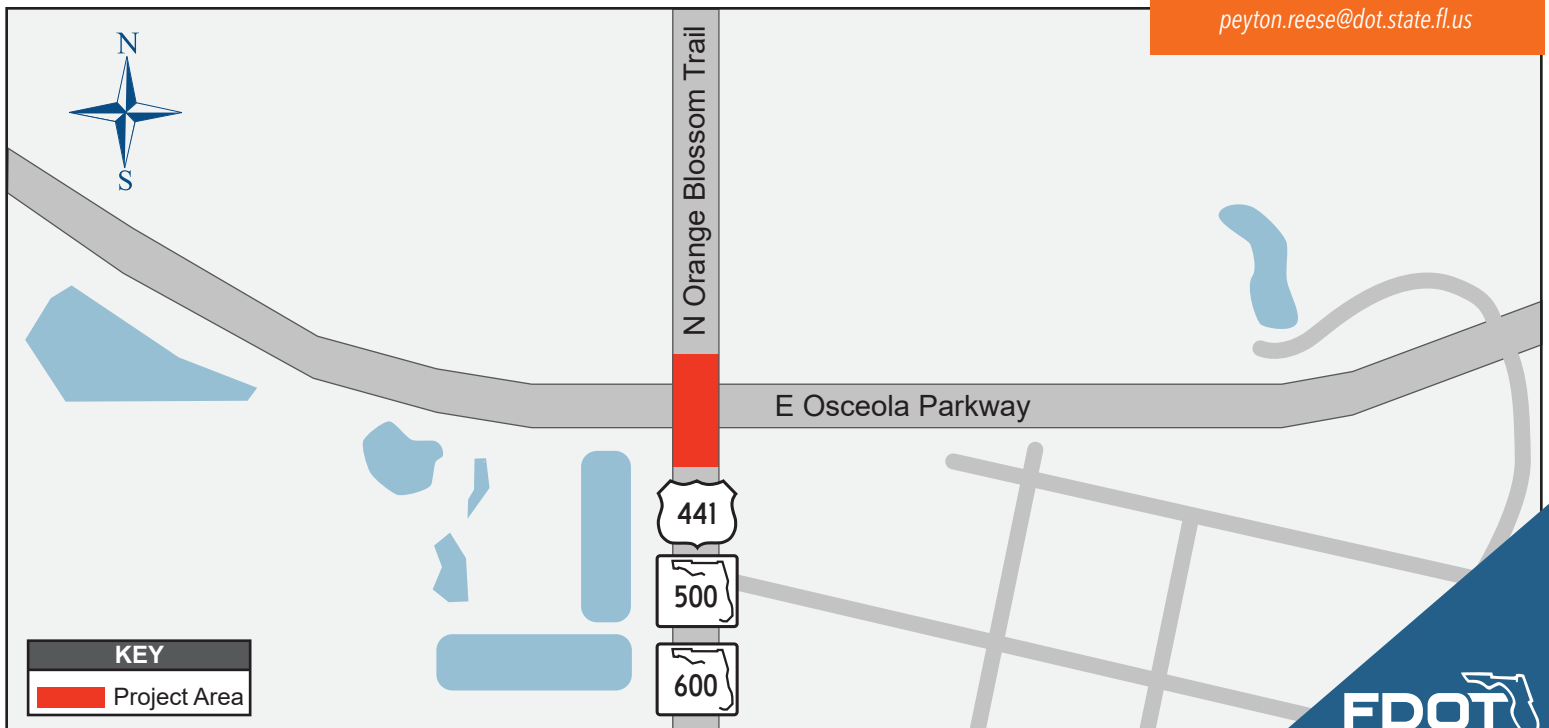 peyton.reese@dot.state.fl.us
N
S
N Orange Blossom Trail
E Osceola Parkway
441
500
600
KEY
Project Area
FDOT